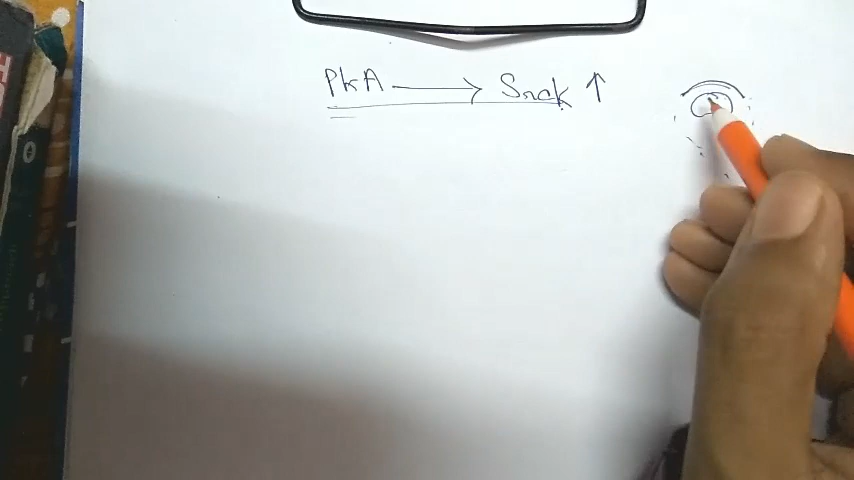 PkA → Snck ↑